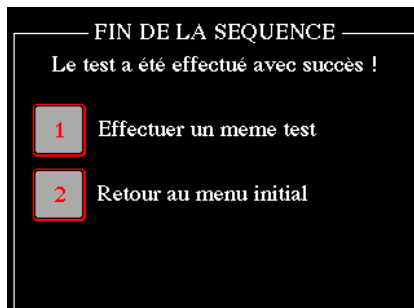 FIN DE LA SEQUENCE
Le test a été effectué avec succès !
1 Effectuer un meme test
2 Retour au menu initial